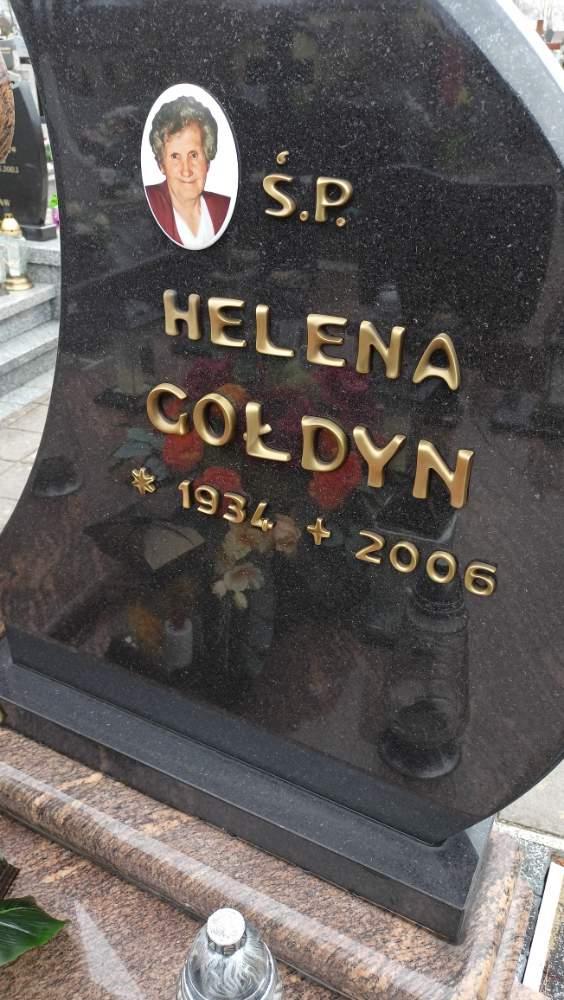 Ś.P.
HELENA
GOŁDYN
* 1934 + 2006